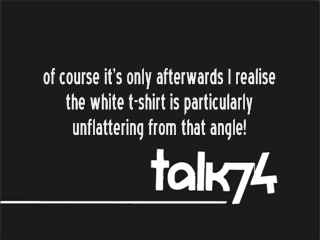 of course it's only afterwards I realise
the white t-shirt is particularly
unflattering from that angle!
talk74